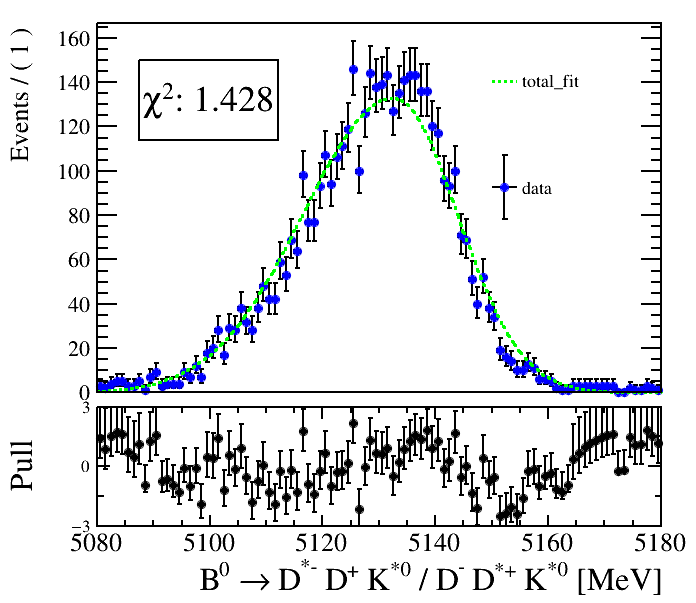 Events / ( 1 )
160
140
120
100
80
60
40
20
0
χ²: 1.428
total_fit
data
Pull
3
0
−3
5080 5100 5120 5140 5160 5180
B⁰ → D*⁻ D⁺ K*⁰ / D⁻ D*⁺ K*⁰ [MeV]